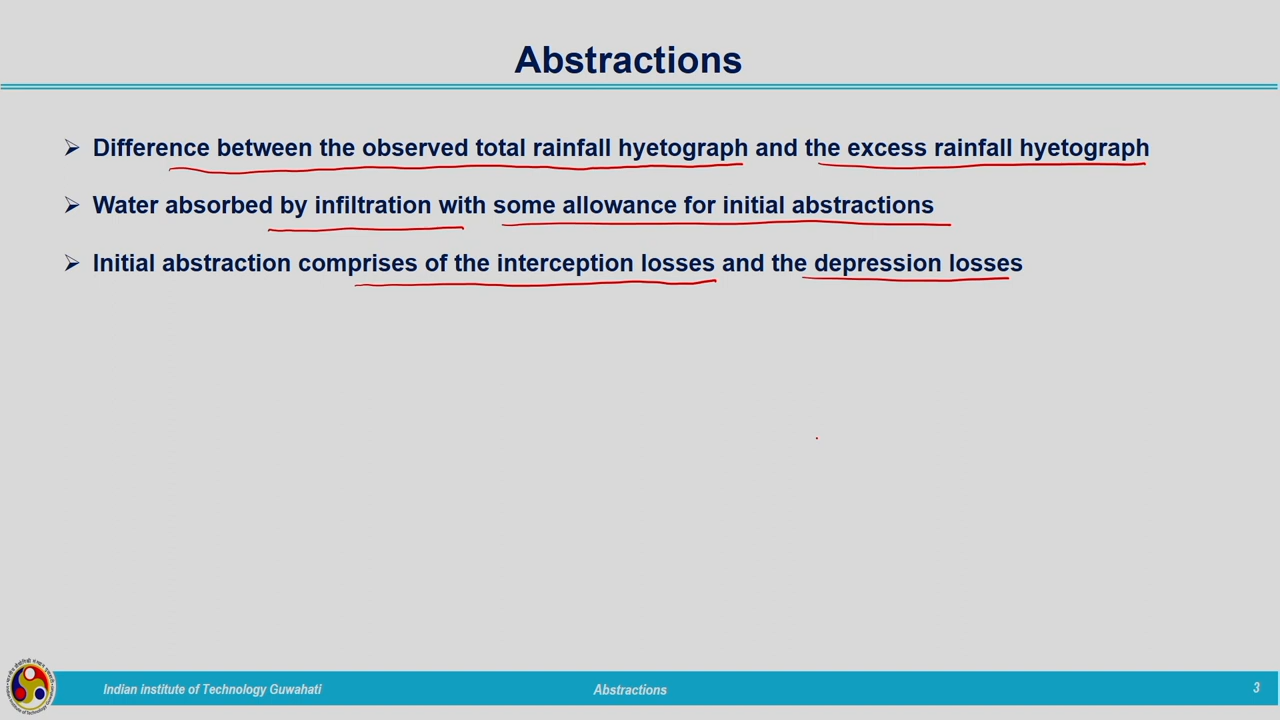 Abstractions
Difference between the observed total rainfall hyetograph and the excess rainfall hyetograph
Water absorbed by infiltration with some allowance for initial abstractions
Initial abstraction comprises of the interception losses and the depression losses
Indian institute of Technology Guwahati
Abstractions
3